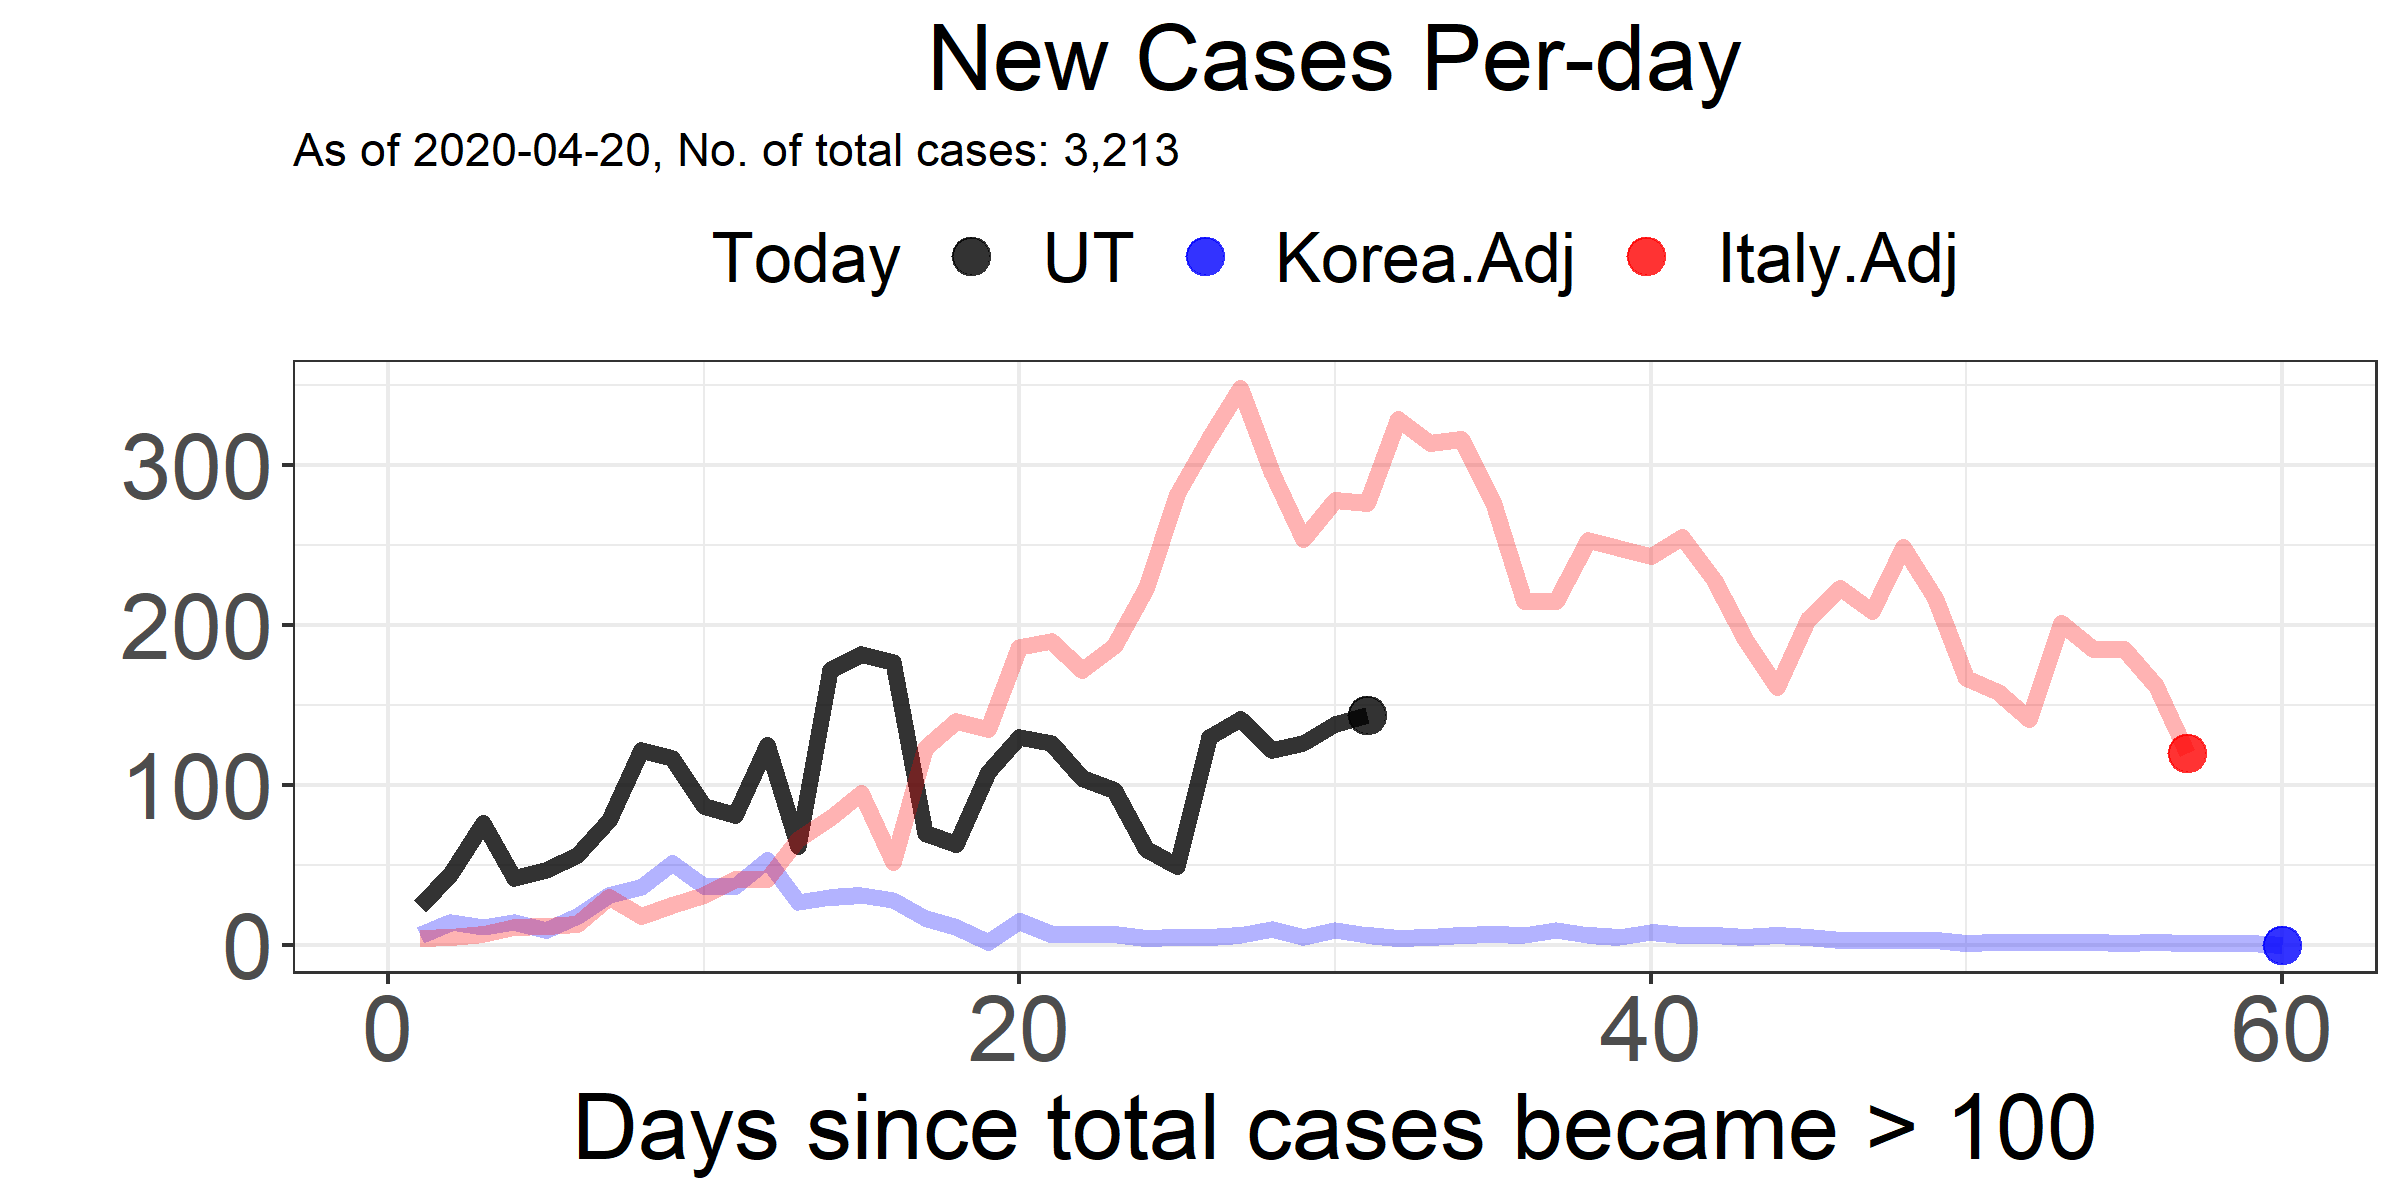 New Cases Per-day
As of 2020-04-20, No. of total cases: 3,213
Today UT Korea.Adj Italy.Adj
300
200
100
0
0 20 40 60
Days since total cases became > 100